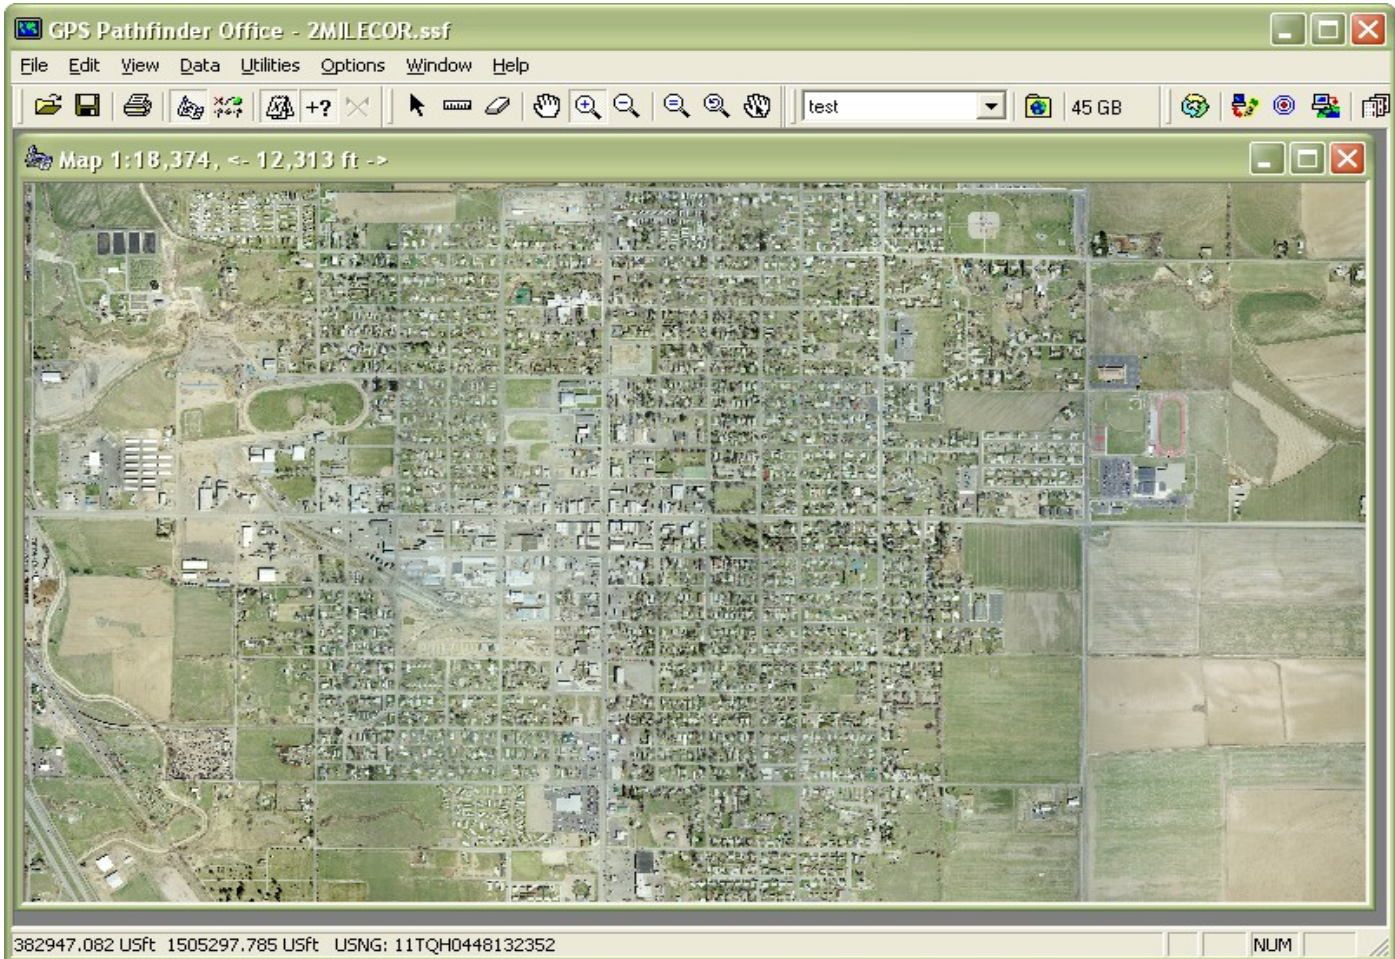 GPS Pathfinder Office - 2MILECOR.ssf
File Edit View Data Utilities Options Window Help
+? test 45 GB
Map 1:18,374, <- 12,313 ft ->
382947.082 USft 1505297.785 USft USNG: 11TQH0448132352 NUM